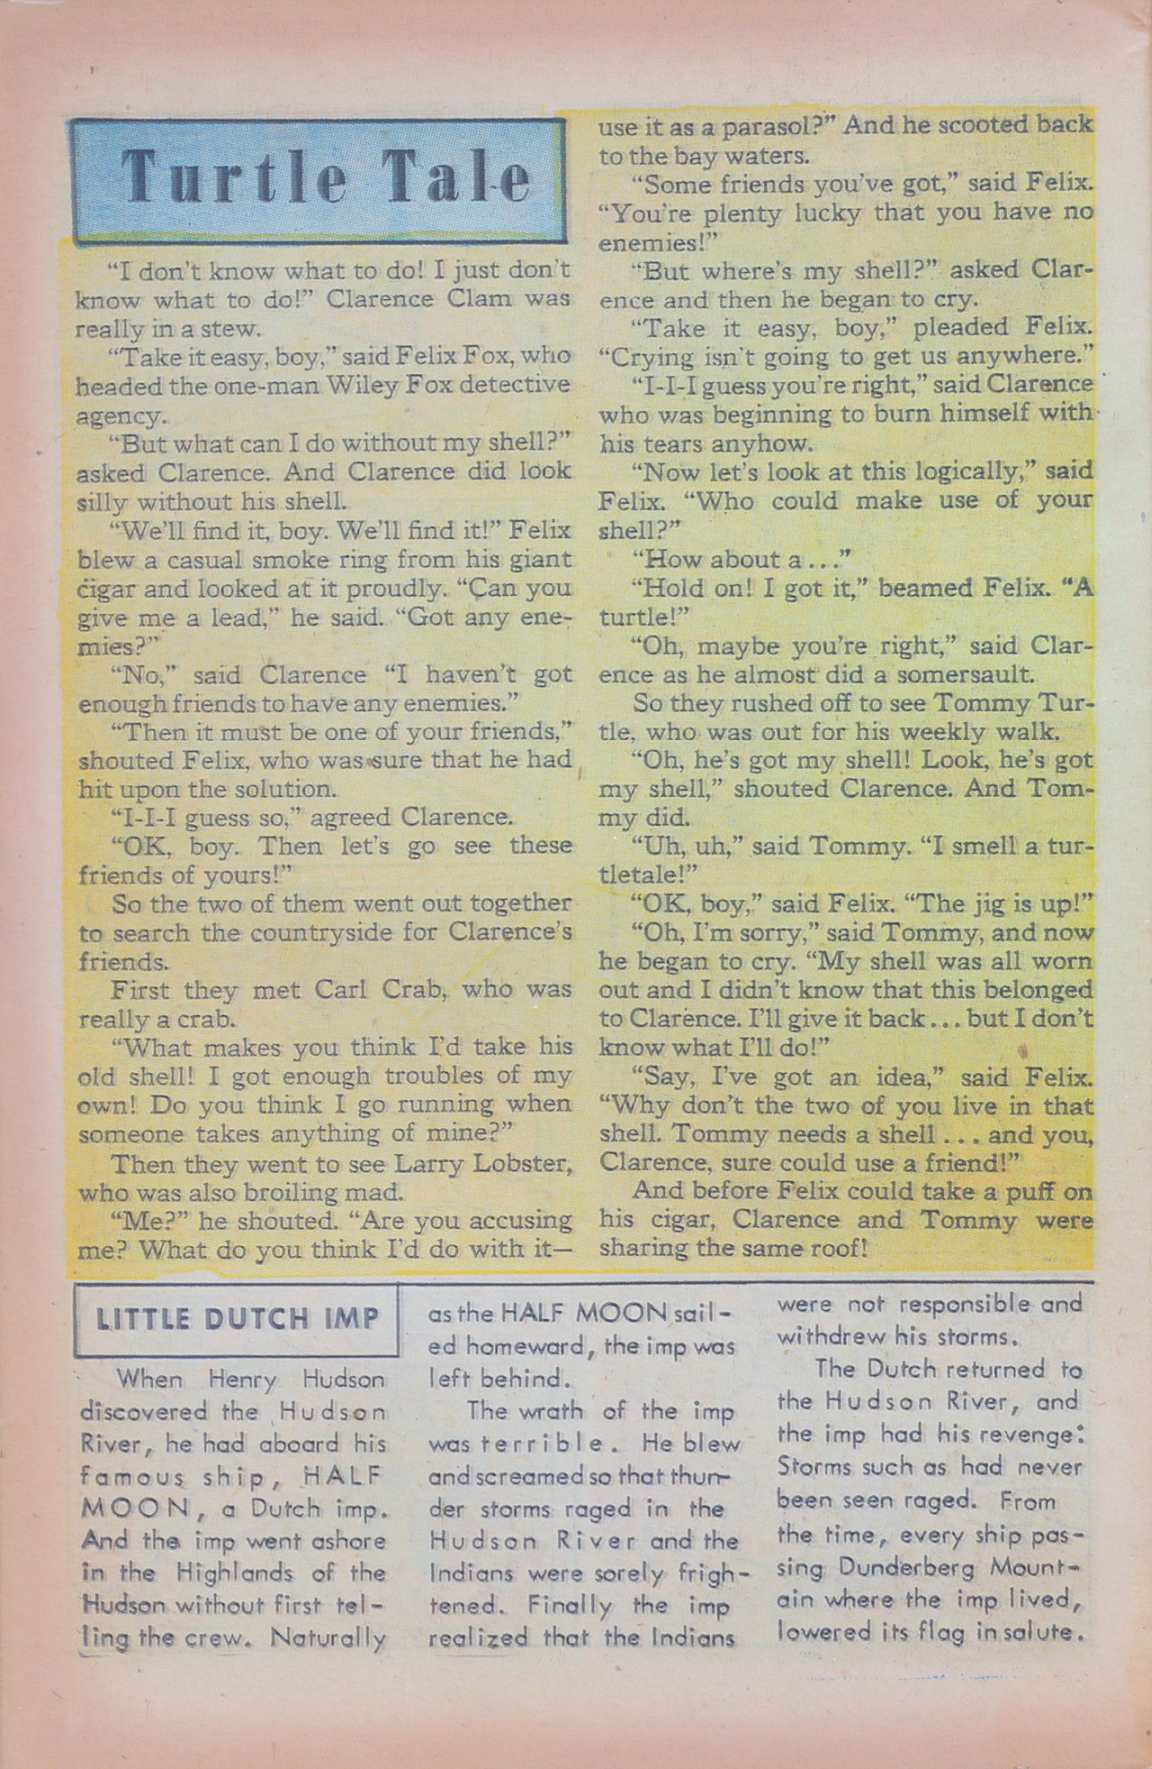 Turtle Tale
“I don’t know what to do! I just don’t
know what to do!” Clarence Clam was
really in a stew.
“Take it easy, boy,” said Felix Fox, who
headed the one-man Wiley Fox detective
agency.
“But what can I do without my shell?”
asked Clarence. And Clarence did look
silly without his shell.
“We’ll find it, boy. We’ll find it!” Felix
blew a casual smoke ring from his giant
cigar and looked at it proudly. “Can you
give me a lead,” he said. “Got any ene-
mies?”
“No,” said Clarence “I haven’t got
enough friends to have any enemies.”
“Then it must be one of your friends,”
shouted Felix, who was sure that he had
hit upon the solution.
“I-I-I guess so,” agreed Clarence.
“OK, boy. Then let’s go see these
friends of yours!”
So the two of them went out together
to search the countryside for Clarence’s
friends.
First they met Carl Crab, who was
really a crab.
“What makes you think I’d take his
old shell! I got enough troubles of my
own! Do you think I go running when
someone takes anything of mine?”
Then they went to see Larry Lobster,
who was also broiling mad.
“Me?” he shouted. “Are you accusing
me? What do you think I’d do with it—
use it as a parasol?” And he scooted back
to the bay waters.
“Some friends you’ve got,” said Felix.
“You’re plenty lucky that you have no
enemies!”
“But where’s my shell?” asked Clar-
ence and then he began to cry.
“Take it easy, boy,” pleaded Felix.
“Crying isn’t going to get us anywhere.”
“I-I-I guess you’re right,” said Clarence
who was beginning to burn himself with
his tears anyhow.
“Now let’s look at this logically,” said
Felix. “Who could make use of your
shell?”
“How about a . . .”
“Hold on! I got it,” beamed Felix. “A
turtle!”
“Oh, maybe you’re right,” said Clar-
ence as he almost did a somersault.
So they rushed off to see Tommy Tur-
tle, who was out for his weekly walk.
“Oh, he’s got my shell! Look, he’s got
my shell,” shouted Clarence. And Tom-
my did.
“Uh, uh,” said Tommy. “I smell a tur-
tletale!”
“OK, boy,” said Felix. “The jig is up!”
“Oh, I’m sorry,” said Tommy, and now
he began to cry. “My shell was all worn
out and I didn’t know that this belonged
to Clarence. I’ll give it back . . . but I don’t
know what I’ll do!”
“Say, I’ve got an idea,” said Felix.
“Why don’t the two of you live in that
shell. Tommy needs a shell . . . and you,
Clarence, sure could use a friend!”
And before Felix could take a puff on
his cigar, Clarence and Tommy were
sharing the same roof!
LITTLE DUTCH IMP
When Henry Hudson
discovered the Hudson
River, he had aboard his
famous ship, HALF
MOON, a Dutch imp.
And the imp went ashore
in the Highlands of the
Hudson without first tel-
ling the crew. Naturally
as the HALF MOON sail-
ed homeward, the imp was
left behind.
The wrath of the imp
was terrible. He blew
and screamed so that thun-
der storms raged in the
Hudson River and the
Indians were sorely frigh-
tened. Finally the imp
realized that the Indians
were not responsible and
withdrew his storms.
The Dutch returned to
the Hudson River, and
the imp had his revenge:
Storms such as had never
been seen raged. From
the time, every ship pas-
sing Dunderberg Mount-
ain where the imp lived,
lowered its flag in salute.